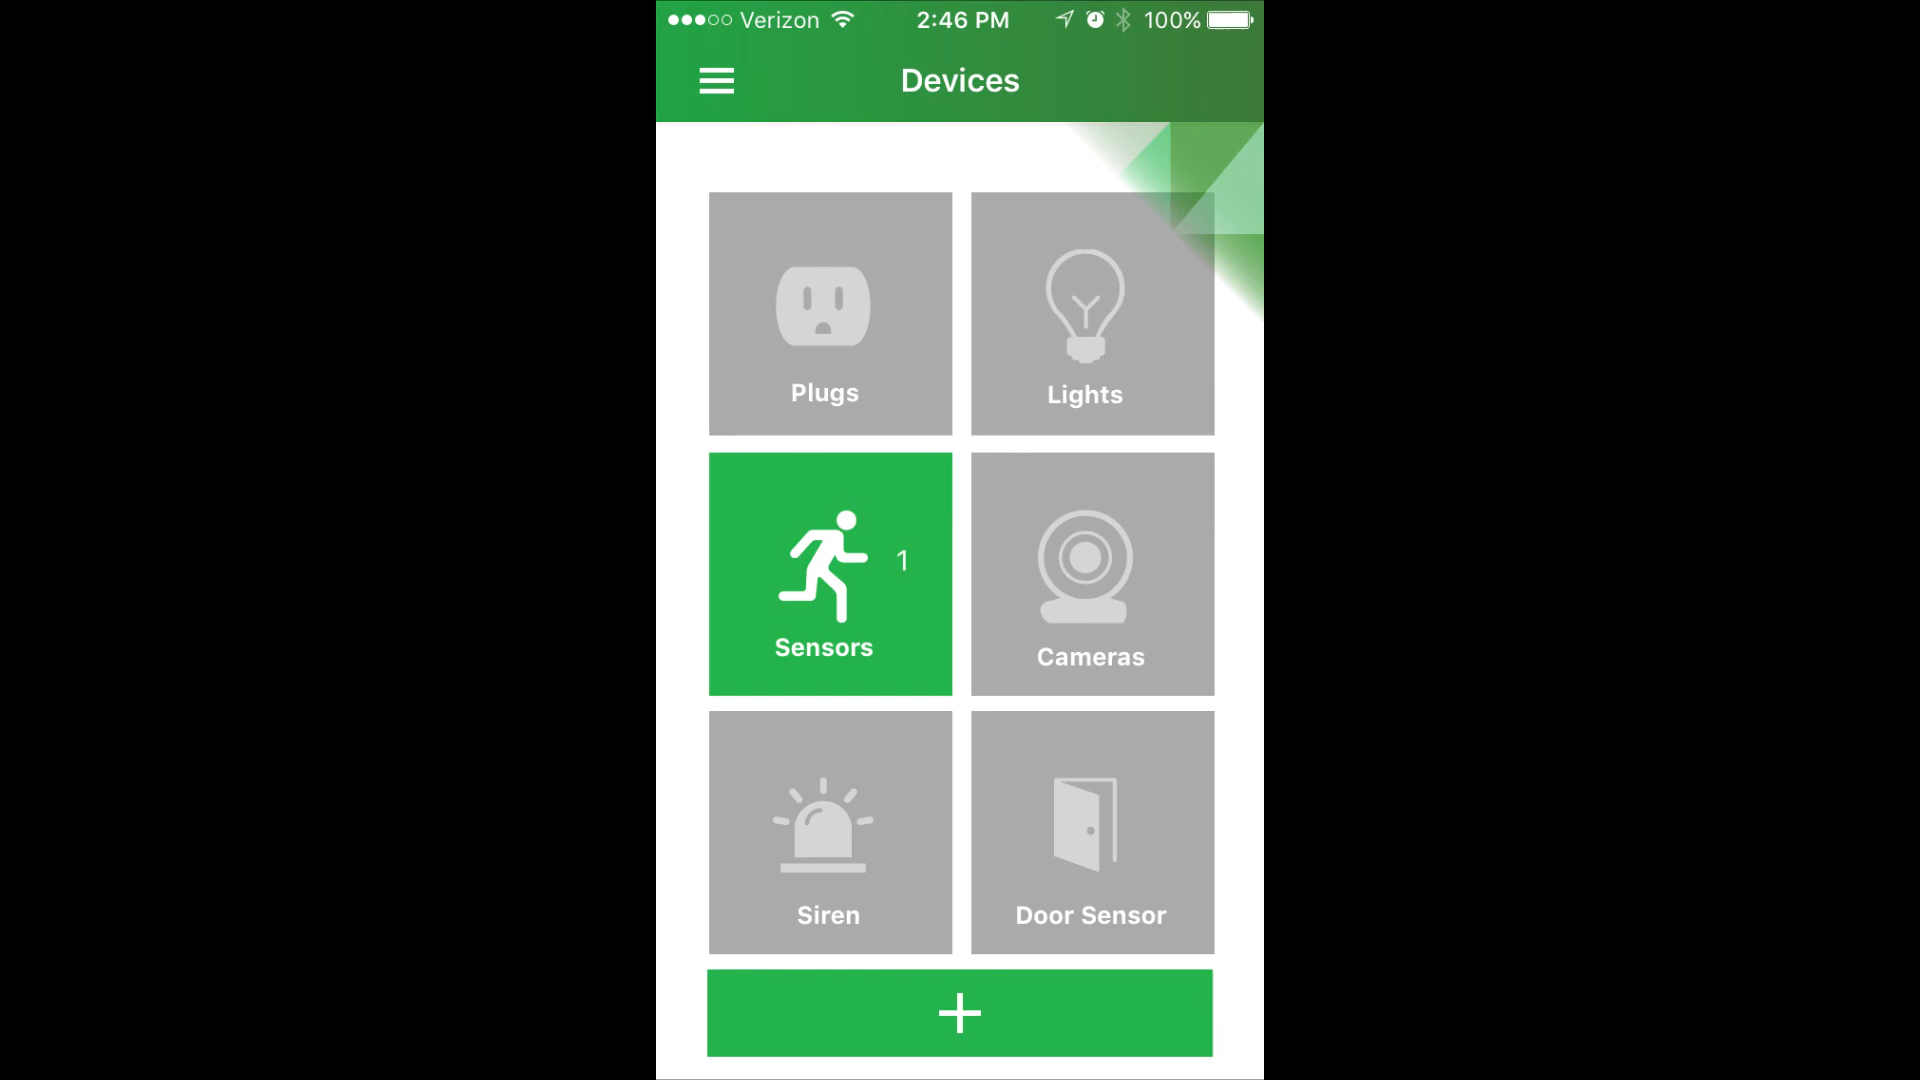 Verizon 2:46 PM 100%
Devices
Plugs
Lights
Sensors 1
Cameras
Siren
Door Sensor
+